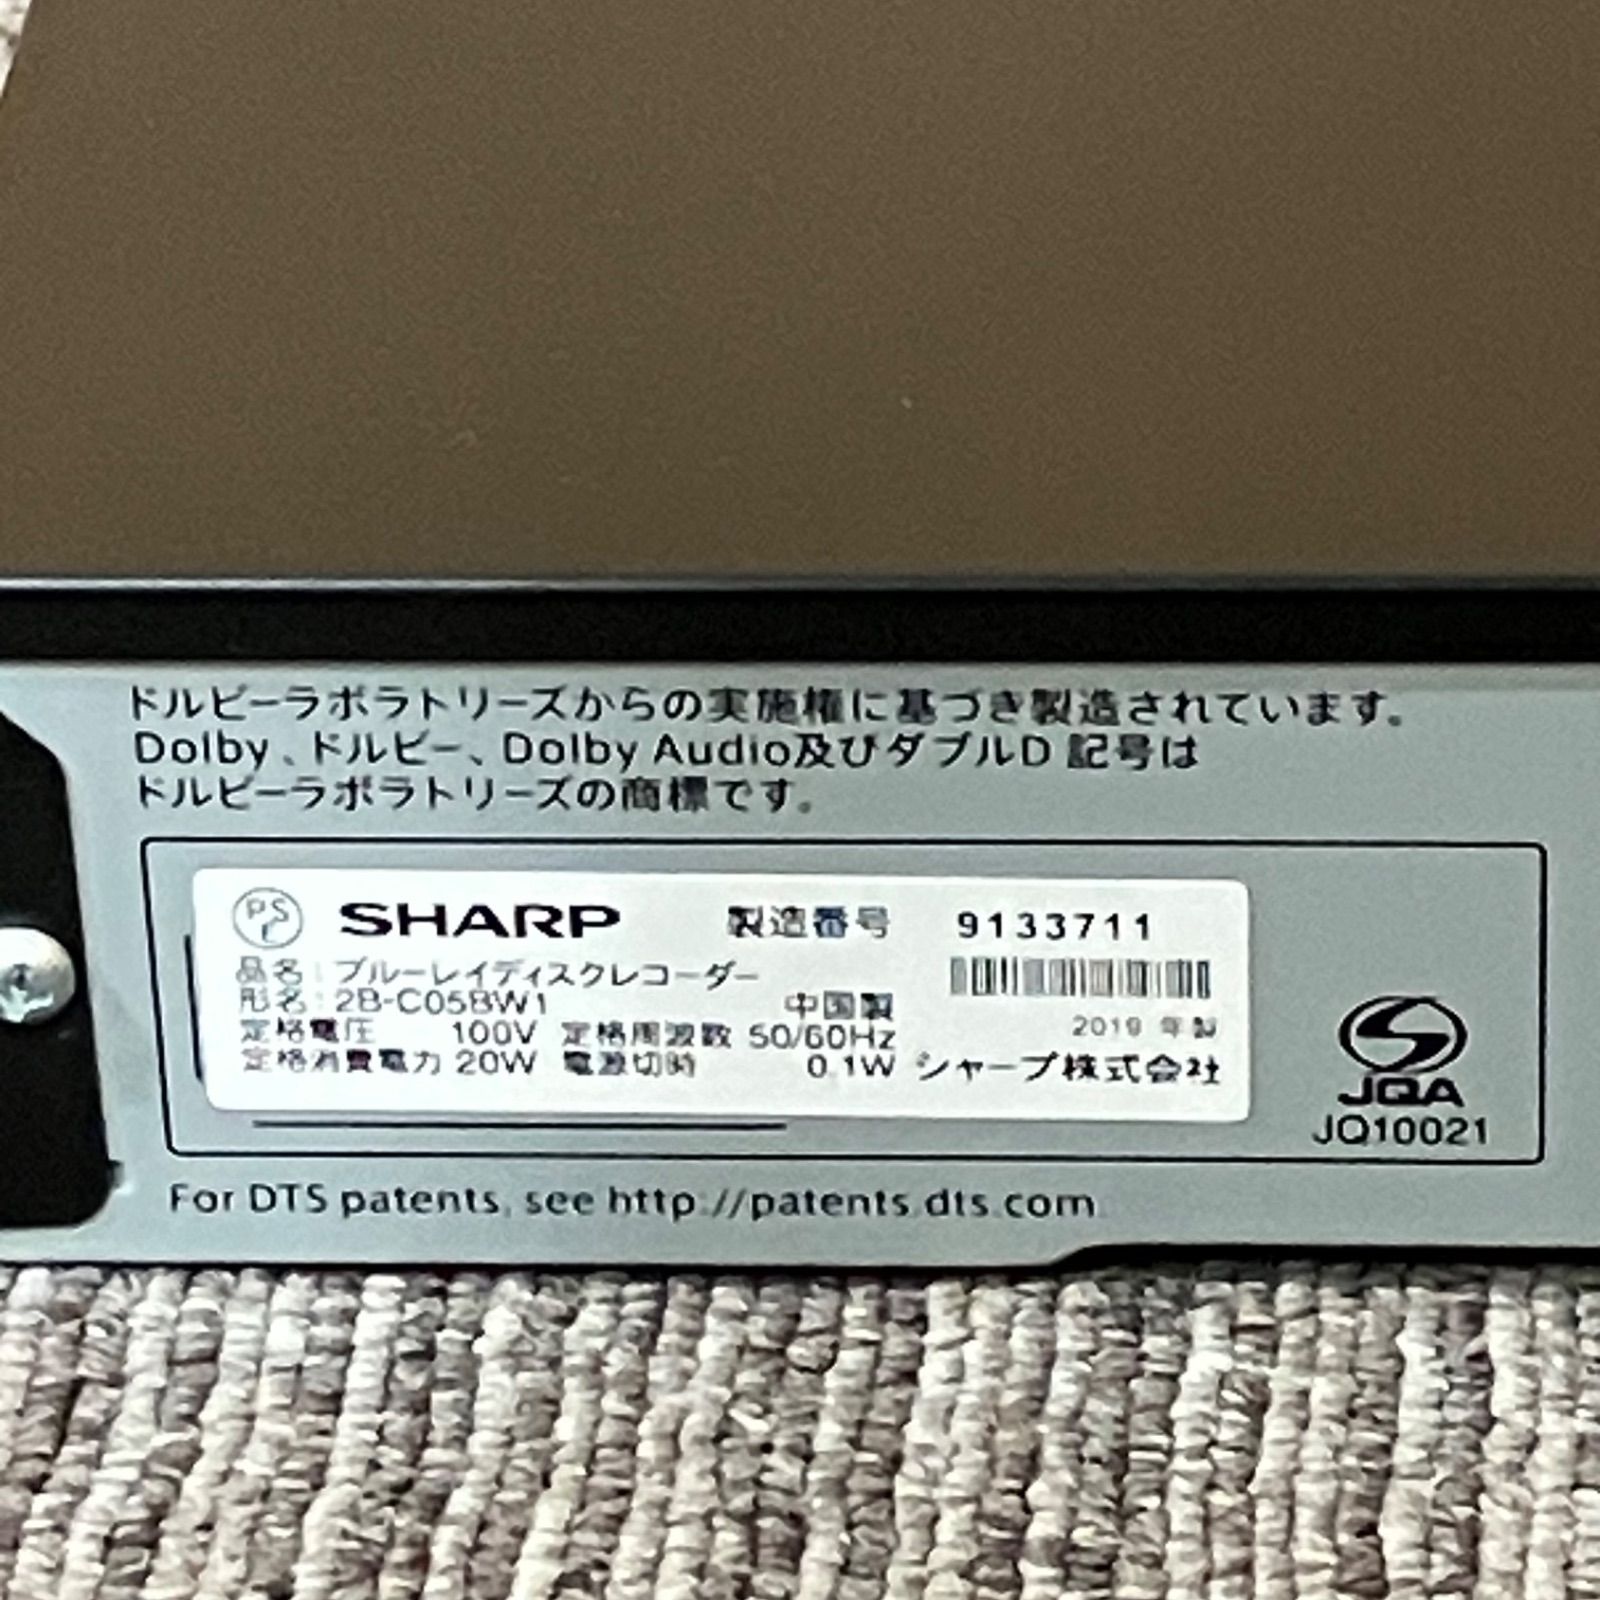 ドルビーラボラトリーズからの実施権に基づき製造されています。
Dolby、ドルビー、Dolby Audio及びダブルD 記号は
ドルビーラボラトリーズの商標です。
PS
SHARP 製造番号 9133711
品名：ブルーレイディスクレコーダー
形名：2B-C05BW1 中国製
定格電圧 100V 定格周波数 50/60Hz 2019 年製
定格消費電力 20W 電源切時 0.1W シャープ株式会社
JQA
JQ10021
For DTS patents, see http://patents.dts.com.